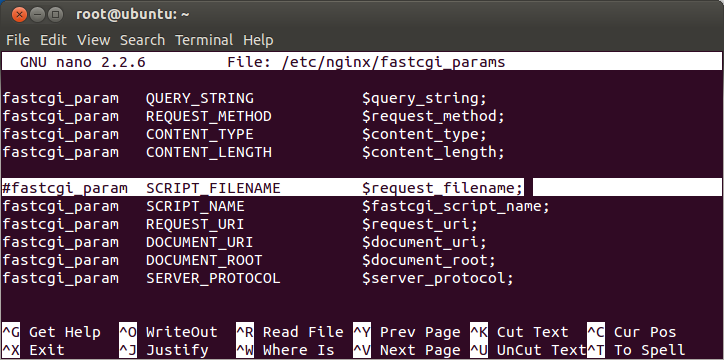 root@ubuntu: ~
File Edit View Search Terminal Help
GNU nano 2.2.6 File: /etc/nginx/fastcgi_params
fastcgi_param QUERY_STRING $query_string;
fastcgi_param REQUEST_METHOD $request_method;
fastcgi_param CONTENT_TYPE $content_type;
fastcgi_param CONTENT_LENGTH $content_length;
#fastcgi_param SCRIPT_FILENAME $request_filename;
fastcgi_param SCRIPT_NAME $fastcgi_script_name;
fastcgi_param REQUEST_URI $request_uri;
fastcgi_param DOCUMENT_URI $document_uri;
fastcgi_param DOCUMENT_ROOT $document_root;
fastcgi_param SERVER_PROTOCOL $server_protocol;
^G Get Help ^O WriteOut ^R Read File ^Y Prev Page ^K Cut Text ^C Cur Pos
^X Exit ^J Justify ^W Where Is ^V Next Page ^U UnCut Text ^T To Spell